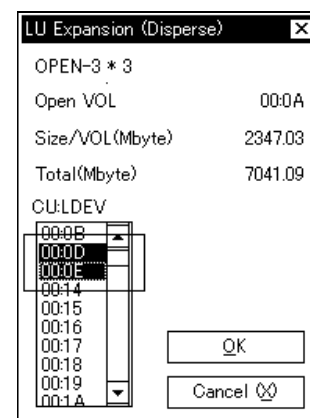 LU Expansion (Disperse) ×
OPEN-3 * 3
Open VOL 00:0A
Size/VOL(Mbyte) 2347.03
Total(Mbyte) 7041.09
CU:LDEV
00:0B
00:0D
00:0E
00:14
00:15
00:16
00:17
00:18
00:19
00:1A
OK
Cancel (X)